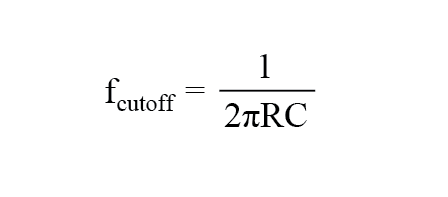 f_cutoff = 1 / 2πRC